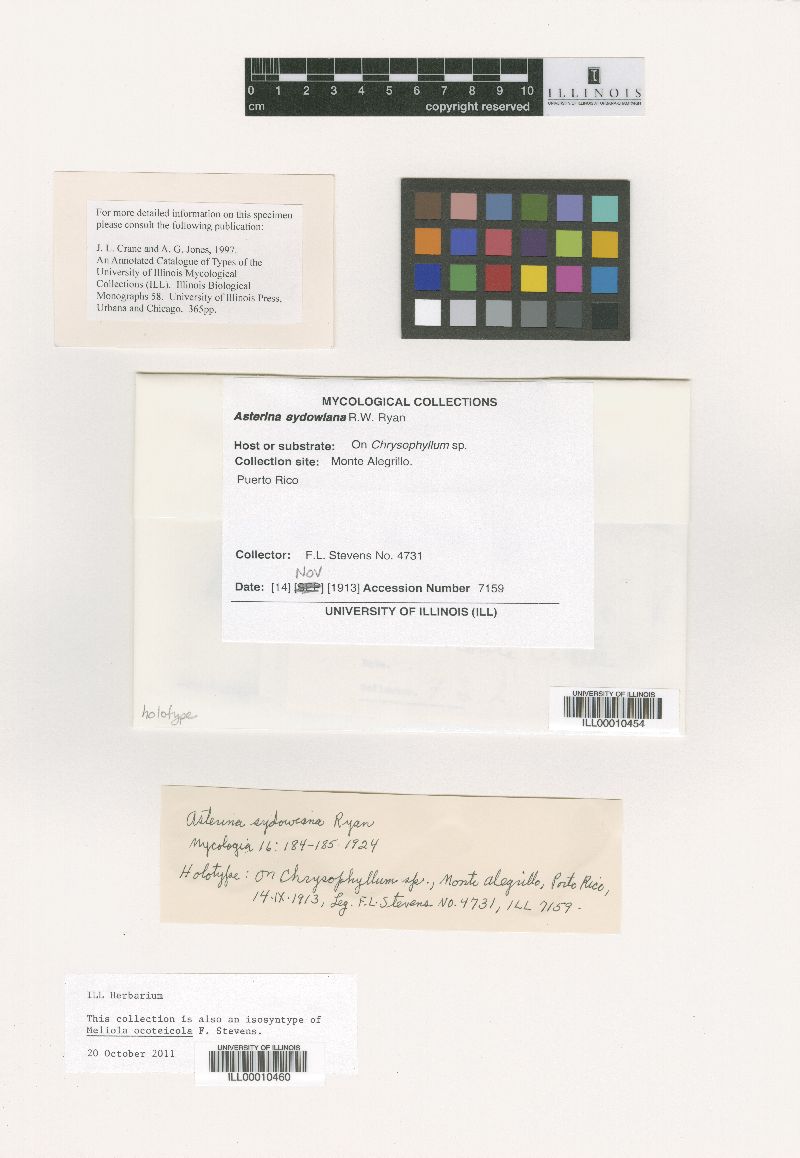 0 1 2 3 4 5 6 7 8 9 10
cm copyright reserved
I
ILLINOIS
UNIVERSITY OF ILLINOIS AT URBANA-CHAMPAIGN
For more detailed information on this specimen
please consult the following publication:
J. L. Crane and A. G. Jones, 1997.
An Annotated Catalogue of Types of the
University of Illinois Mycological
Collections (ILL). Illinois Biological
Monographs 58. University of Illinois Press,
Urbana and Chicago. 365pp.
MYCOLOGICAL COLLECTIONS
Asterina sydowiana R.W. Ryan
Host or substrate: On Chrysophyllum sp.
Collection site: Monte Alegrillo.
Puerto Rico
Collector: F.L. Stevens No. 4731
Nov
Date: [14] [SEP] [1913] Accession Number 7159
UNIVERSITY OF ILLINOIS (ILL)
holotype
UNIVERSITY OF ILLINOIS
ILL00010454
Asterina sydowiana Ryan
Mycologia 16: 184-185 1924
Holotype: on Chrysophyllum sp., Monte Alegrillo, Porto Rico,
14·IX·1913, Leg. F.L. Stevens No. 4731, ILL 7159.
ILL Herbarium
This collection is also an isosyntype of
Meliola ocoteicola F. Stevens.
20 October 2011
UNIVERSITY OF ILLINOIS
ILL00010460